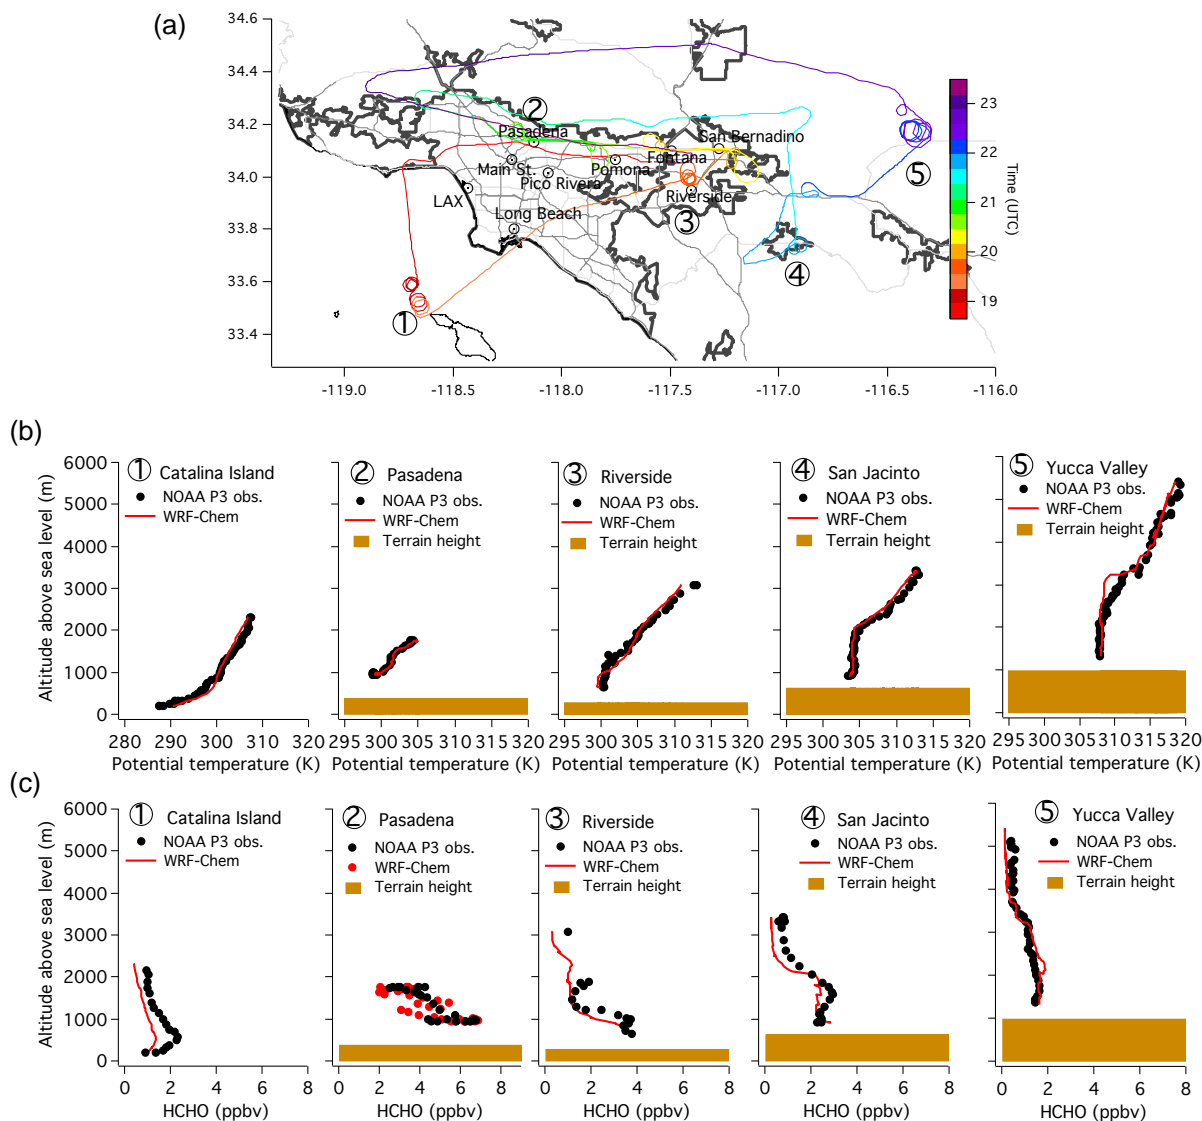 (a)
34.6
34.4
34.2
34.0
33.8
33.6
33.4
-119.0 -118.5 -118.0 -117.5 -117.0 -116.5 -116.0
2
Pasadena
San Bernadino
Main St.
Pomona
Fontana
Pico Rivera
LAX
Riverside
Long Beach
3
5
4
1
23
22
21
20
19
Time (UTC)
(b)
1 Catalina Island
NOAA P3 obs.
WRF-Chem
2 Pasadena
NOAA P3 obs.
WRF-Chem
Terrain height
3 Riverside
NOAA P3 obs.
WRF-Chem
Terrain height
4 San Jacinto
NOAA P3 obs.
WRF-Chem
Terrain height
5 Yucca Valley
NOAA P3 obs.
WRF-Chem
Terrain height
Altitude above sea level (m)
6000
5000
4000
3000
2000
1000
0
280 290 300 310 320
295 300 305 310 315 320
295 300 305 310 315 320
295 300 305 310 315 320
295 300 305 310 315 320
Potential temperature (K) Potential temperature (K) Potential temperature (K) Potential temperature (K) Potential temperature (K)
(c)
1 Catalina Island
NOAA P3 obs.
WRF-Chem
2 Pasadena
NOAA P3 obs.
WRF-Chem
Terrain height
3 Riverside
NOAA P3 obs.
WRF-Chem
Terrain height
4 San Jacinto
NOAA P3 obs.
WRF-Chem
Terrain height
5 Yucca Valley
NOAA P3 obs.
WRF-Chem
Terrain height
Altitude above sea level (m)
6000
5000
4000
3000
2000
1000
0
0 2 4 6 8
0 2 4 6 8
0 2 4 6 8
0 2 4 6 8
0 2 4 6 8
HCHO (ppbv) HCHO (ppbv) HCHO (ppbv) HCHO (ppbv) HCHO (ppbv)